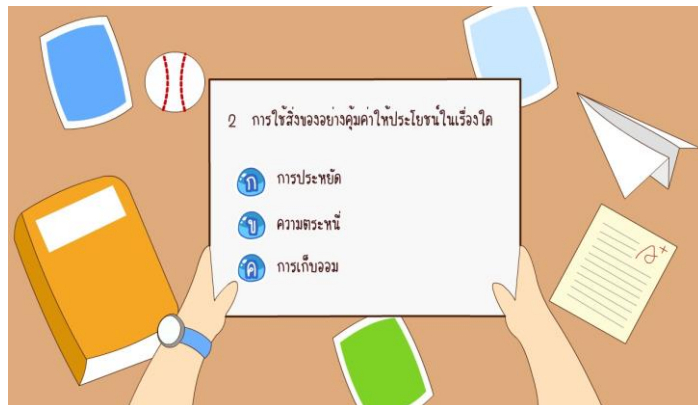 2 การใช้สิ่งของอย่างคุ้มค่าให้ประโยชน์ในเรื่องใด
ก การประหยัด
ข ความตระหนี่
ค การเก็บออม
A+